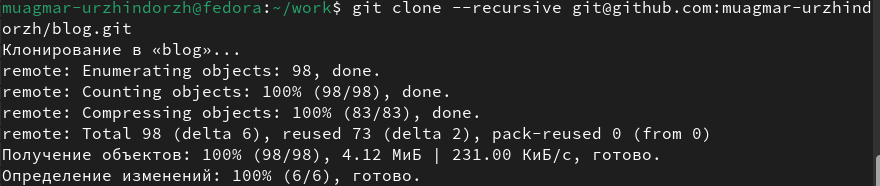 muagmar-urzhindorzh@fedora:~/work$ git clone --recursive git@github.com:muagmar-urzhind
orzh/blog.git
Клонирование в «blog»...
remote: Enumerating objects: 98, done.
remote: Counting objects: 100% (98/98), done.
remote: Compressing objects: 100% (83/83), done.
remote: Total 98 (delta 6), reused 73 (delta 2), pack-reused 0 (from 0)
Получение объектов: 100% (98/98), 4.12 МиБ | 231.00 КиБ/с, готово.
Определение изменений: 100% (6/6), готово.